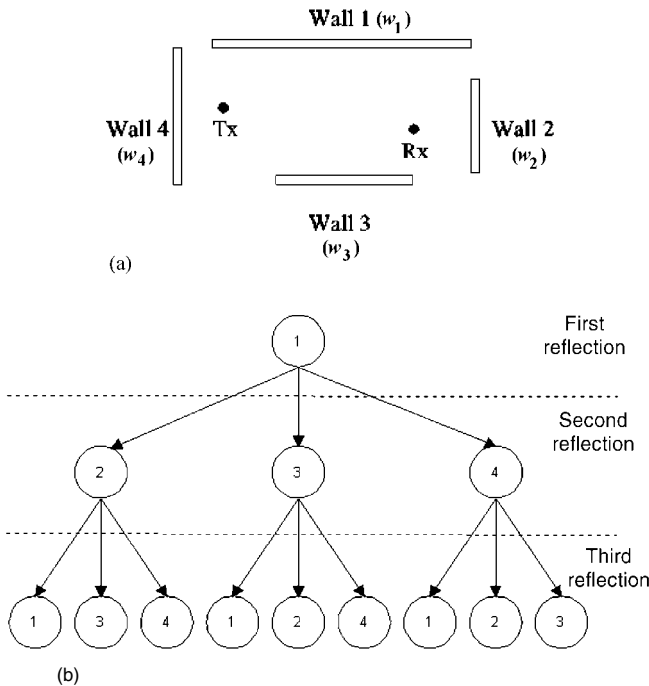 Wall 1 (w1)
Wall 4
(w4)
Tx
Rx
Wall 2
(w2)
Wall 3
(w3)
(a)
1
First
reflection
Second
reflection
2 3 4
Third
reflection
1 3 4 1 2 4 1 2 3
(b)